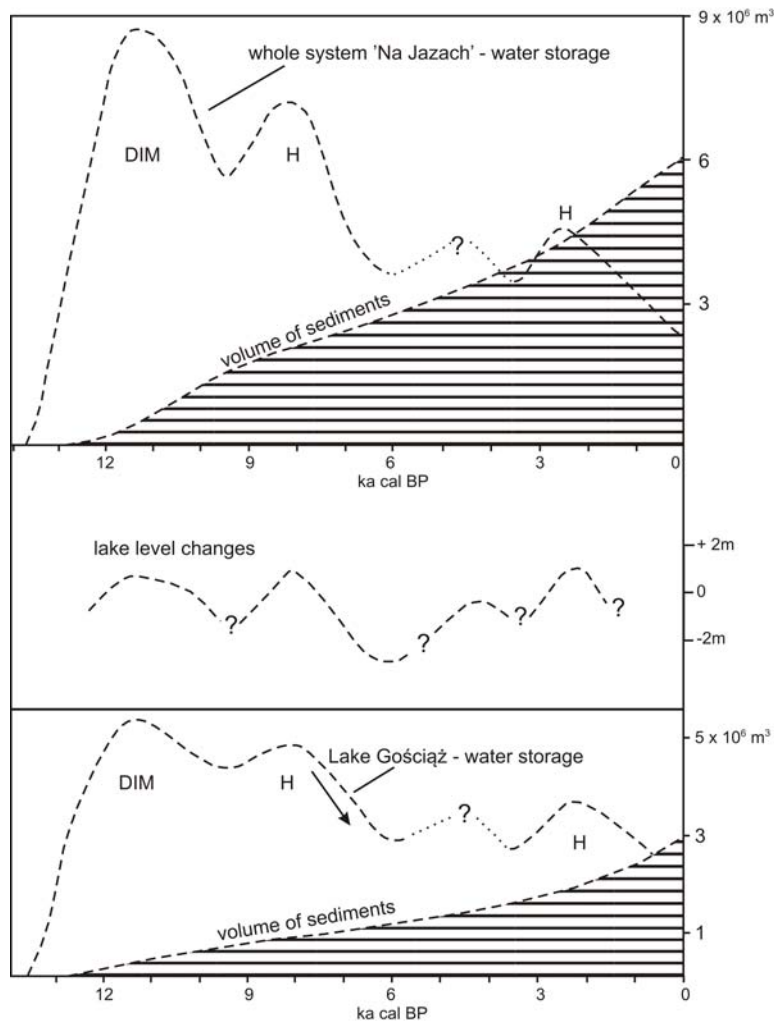 9 x 10⁶ m³
whole system 'Na Jazach' - water storage
DIM
H
6
H
?
3
volume of sediments
12
9
6
3
0
ka cal BP
lake level changes
+ 2m
0
-2m
?
?
?
?
5 x 10⁶ m³
Lake Gościąż - water storage
DIM
H
?
H
3
volume of sediments
1
12
9
6
3
0
ka cal BP